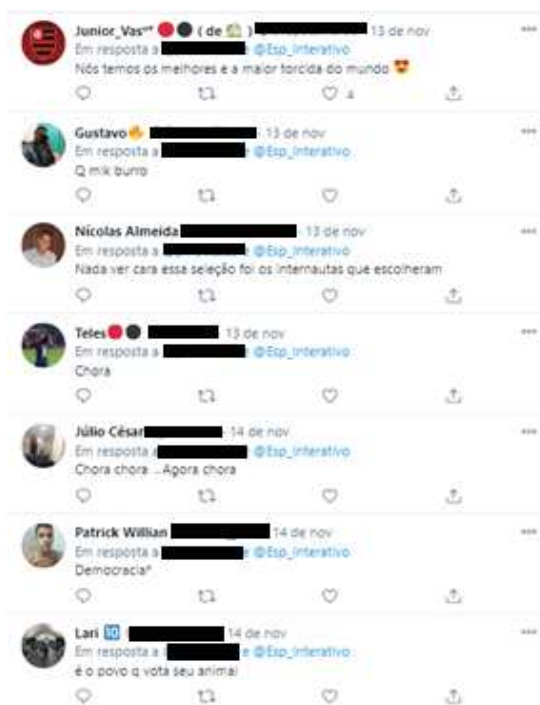 Junior_Vasᵘʳ 🔴⚫ ( de 🏠 ) 13 de nov
Em resposta a e @Esp_Interativo
Nós temos os melhores e a maior torcida do mundo 😍
4
Gustavo🔥 · 13 de nov
Em resposta a e @Esp_Interativo
Q mlk burro
Nicolas Almeida · 13 de nov
Em resposta a e @Esp_Interativo
Nada ver cara essa seleção foi os internautas que escolheram
Teles🔴⚫ · 13 de nov
Em resposta a e @Esp_Interativo
Chora
Júlio César · 14 de nov
Em resposta a @Esp_Interativo
Chora chora .. Agora chora
Patrick Willian 14 de nov
Em resposta a e @Esp_Interativo
Democracia*
Lari 🔟 14 de nov
Em resposta a e @Esp_Interativo
é o povo q vota seu animal